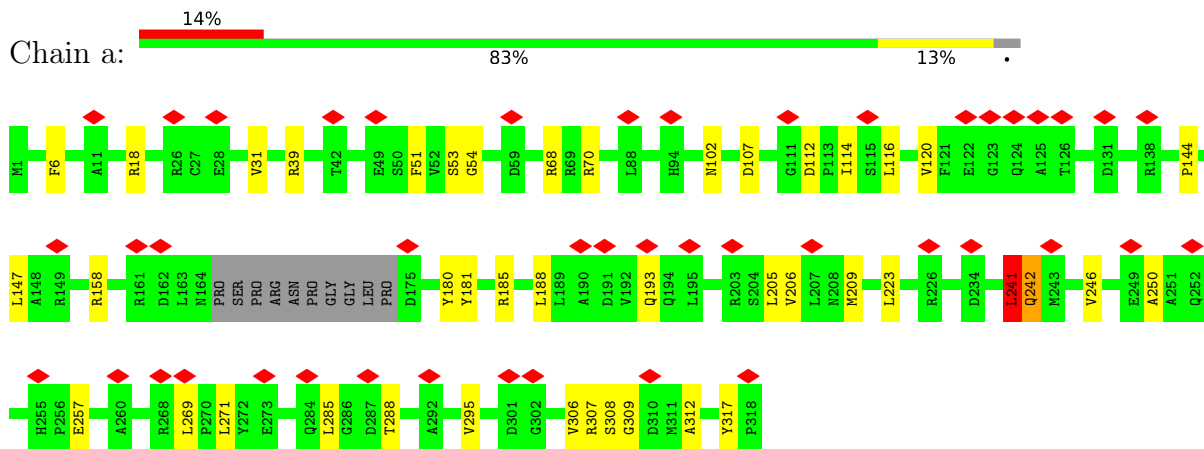 14%
Chain a:
83% 13% •
M1 F6 A11 R18 R26 C27 E28 V31 R39 T42 E49 S50 F51 V52 S53 G54 D59 R68 R69 R70 L88 H94 N102 D107 G111 D112 P113 I114 S115 L116 V120 F121 E122 G123 Q124 A125 T126 D131 R138 P144
L147 A148 R149 R158 R161 D162 L163 N164 PRO SER PRO ARG ASN PRO GLY GLY LEU PRO D175 Y180 Y181 R185 L188 L189 A190 D191 V192 Q193 Q194 L195 R203 S204 L205 V206 L207 N208 M209 L223 R226 D234 L241 Q242 M243 V246 E249 A250 A251 Q252
H255 P256 E257 A260 R268 L269 P270 L271 Y272 E273 Q284 L285 G286 D287 T288 A292 V295 D301 G302 V306 R307 S308 G309 D310 M311 A312 Y317 P318